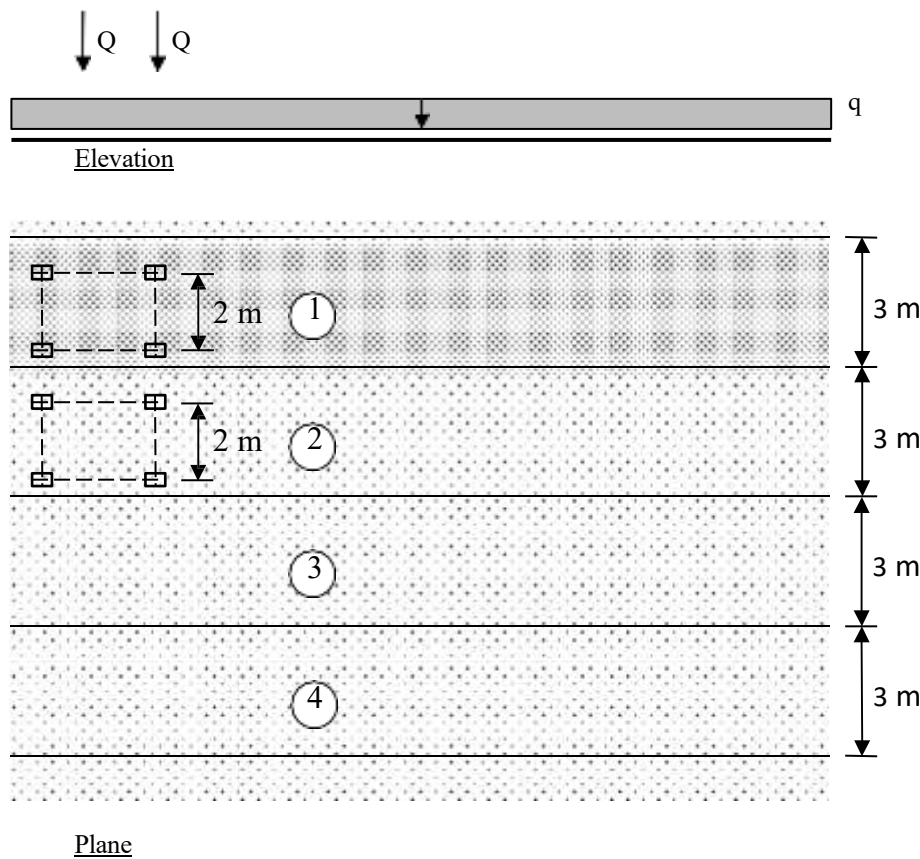 Q Q
q
Elevation
2 m 1 3 m
2 m 2 3 m
3 3 m
4 3 m
Plane